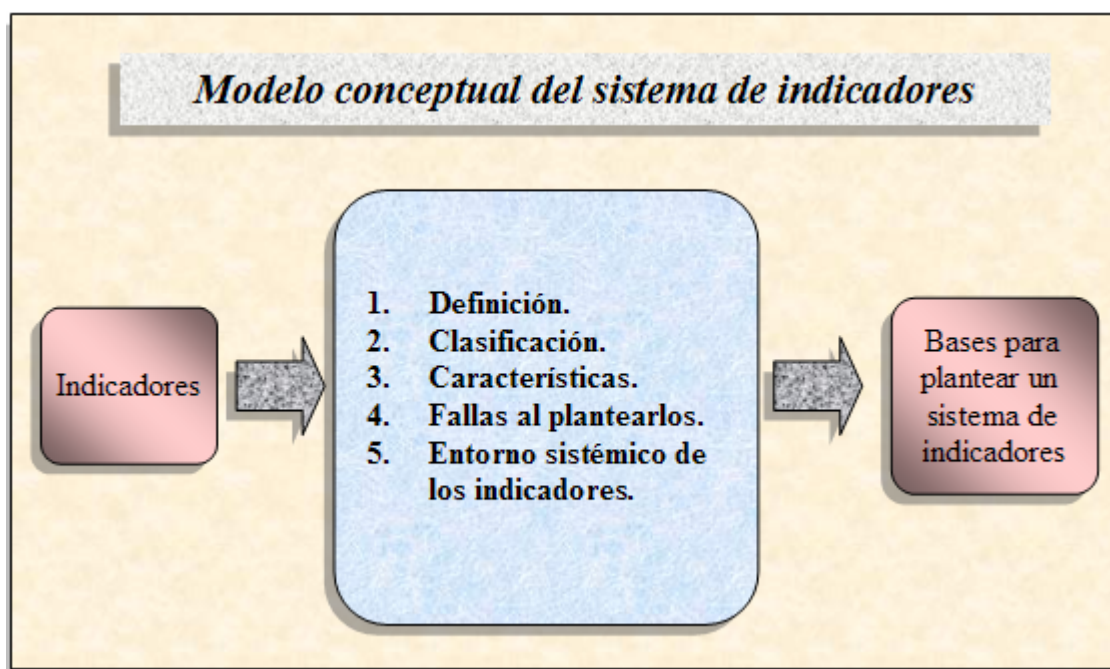 Modelo conceptual del sistema de indicadores
Indicadores
1. Definición.
2. Clasificación.
3. Características.
4. Fallas al plantearlos.
5. Entorno sistémico de
los indicadores.
Bases para
plantear un
sistema de
indicadores